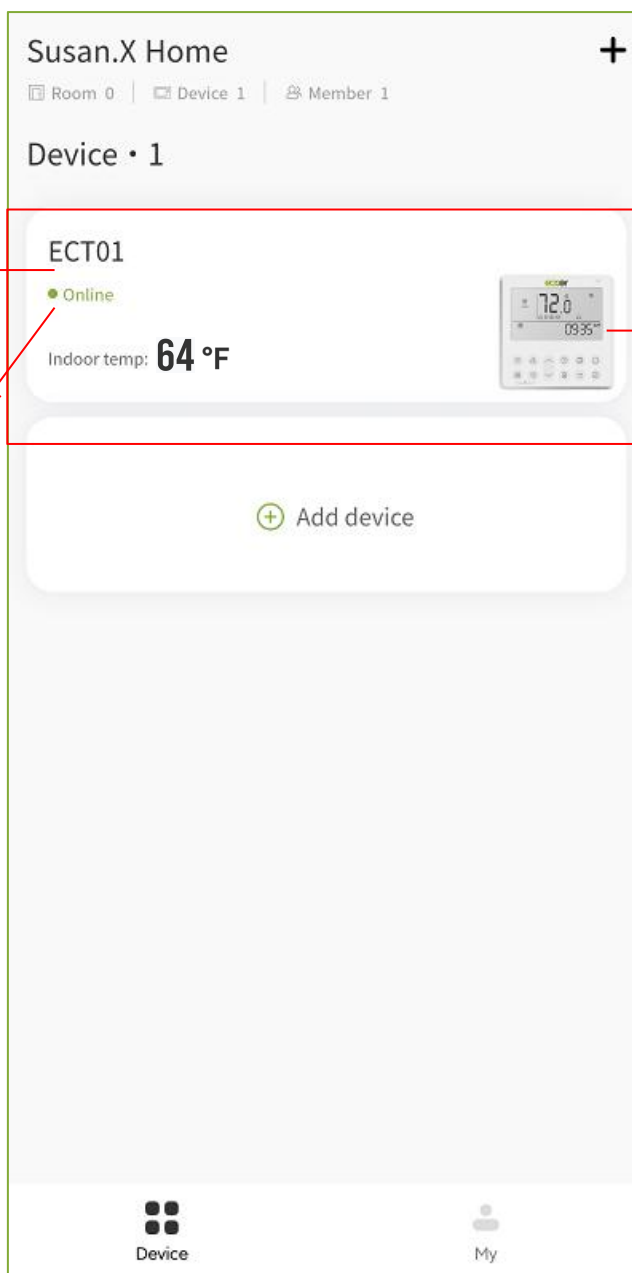 Susan.X Home
Room 0 Device 1 Member 1
Device • 1
ECT01
Online
Indoor temp: 64 °F
ecoer
72.0
09:35
Add device
Device
My